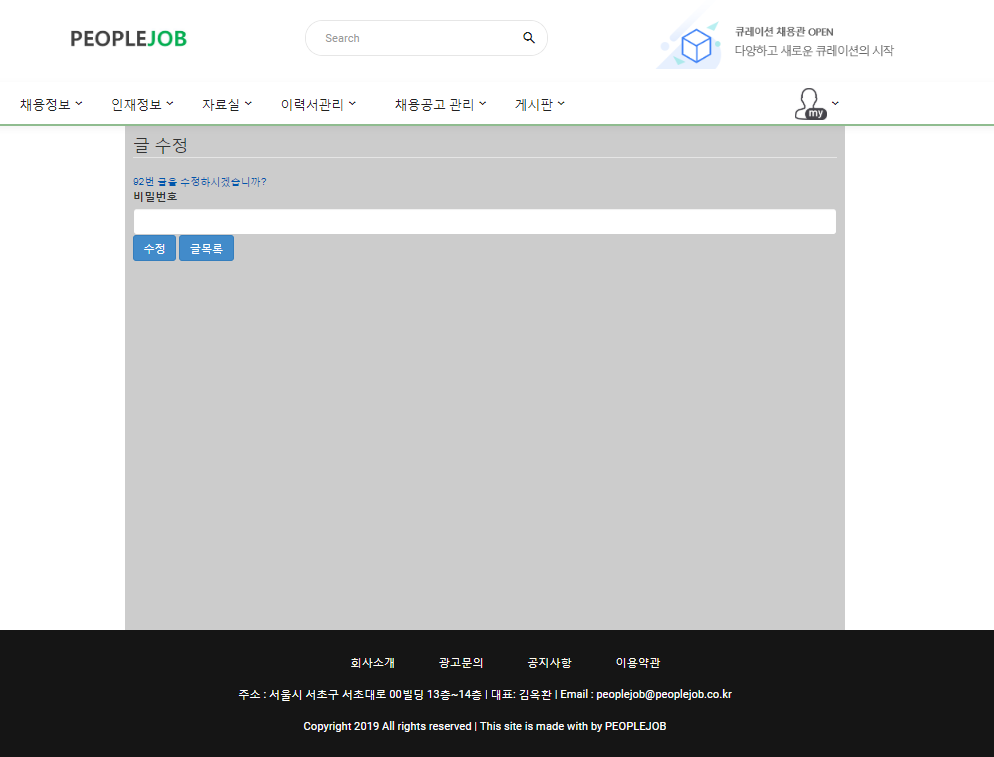 PEOPLEJOB
Search
큐레이션 채용관 OPEN
다양하고 새로운 큐레이션의 시작
채용정보 인재정보 자료실 이력서관리 채용공고 관리 게시판
my
글 수정
92번 글을 수정하시겠습니까?
비밀번호
수정 글목록
회사소개 광고문의 공지사항 이용약관
주소 : 서울시 서초구 서초대로 00빌딩 13층~14층 | 대표: 김옥환 | Email : peoplejob@peoplejob.co.kr
Copyright 2019 All rights reserved | This site is made with by PEOPLEJOB